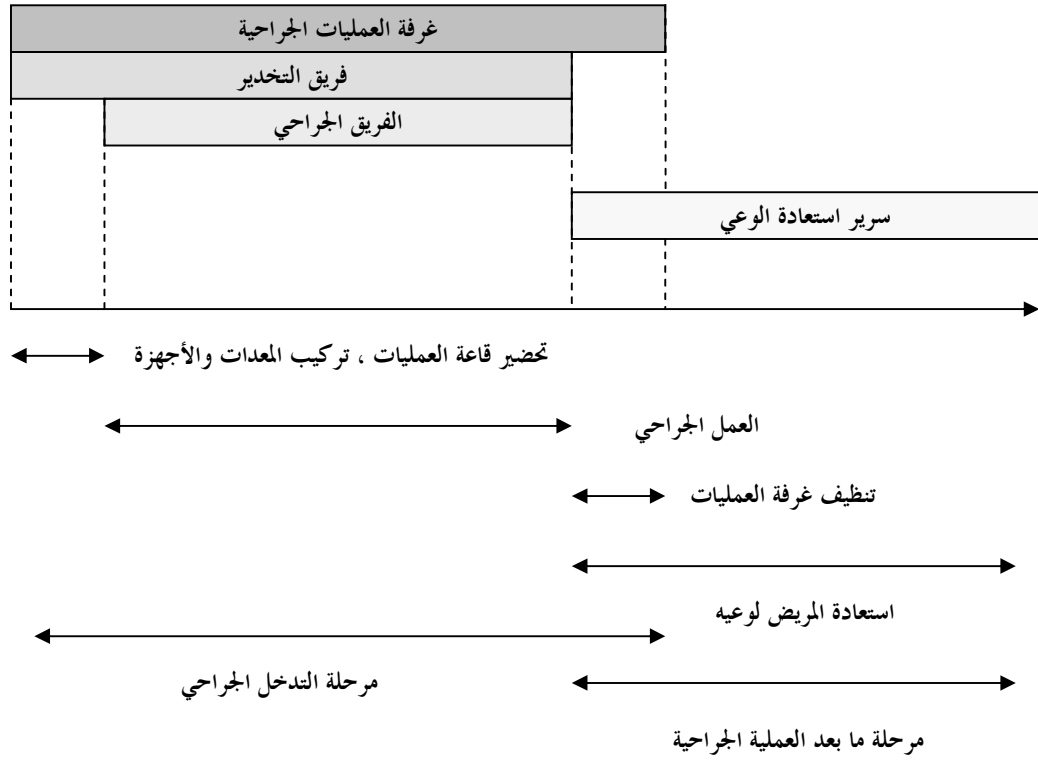 غرفة العمليات الجراحية
فريق التخدير
الفريق الجراحي
سرير استعادة الوعي
تحضير قاعة العمليات ، تركيب المعدات والأجهزة
العمل الجراحي
تنظيف غرفة العمليات
استعادة المريض لوعيه
مرحلة التدخل الجراحي
مرحلة ما بعد العملية الجراحية